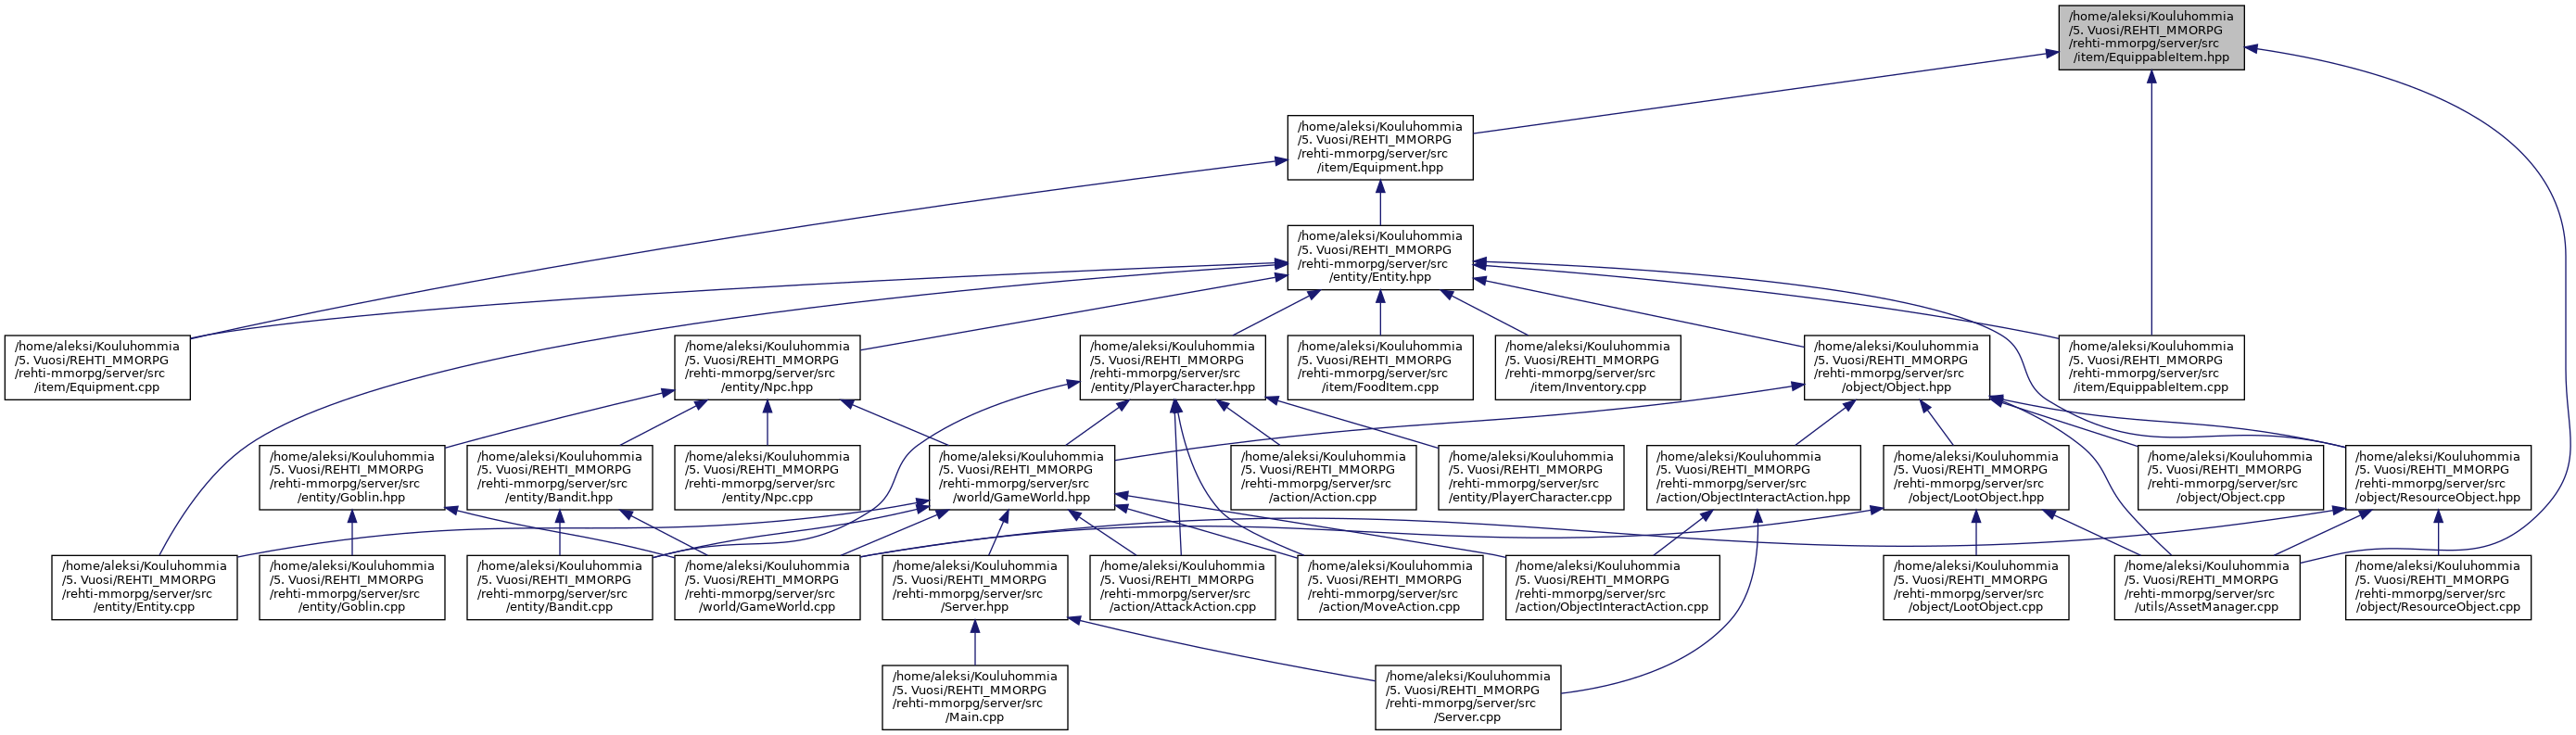 /home/aleksi/Kouluhommia
/5. Vuosi/REHTI_MMORPG
/rehti-mmorpg/server/src
/item/EquippableItem.hpp
/home/aleksi/Kouluhommia
/5. Vuosi/REHTI_MMORPG
/rehti-mmorpg/server/src
/item/Equipment.hpp
/home/aleksi/Kouluhommia
/5. Vuosi/REHTI_MMORPG
/rehti-mmorpg/server/src
/entity/Entity.hpp
/home/aleksi/Kouluhommia
/5. Vuosi/REHTI_MMORPG
/rehti-mmorpg/server/src
/item/Equipment.cpp
/home/aleksi/Kouluhommia
/5. Vuosi/REHTI_MMORPG
/rehti-mmorpg/server/src
/entity/Npc.hpp
/home/aleksi/Kouluhommia
/5. Vuosi/REHTI_MMORPG
/rehti-mmorpg/server/src
/entity/PlayerCharacter.hpp
/home/aleksi/Kouluhommia
/5. Vuosi/REHTI_MMORPG
/rehti-mmorpg/server/src
/item/FoodItem.cpp
/home/aleksi/Kouluhommia
/5. Vuosi/REHTI_MMORPG
/rehti-mmorpg/server/src
/item/Inventory.cpp
/home/aleksi/Kouluhommia
/5. Vuosi/REHTI_MMORPG
/rehti-mmorpg/server/src
/object/Object.hpp
/home/aleksi/Kouluhommia
/5. Vuosi/REHTI_MMORPG
/rehti-mmorpg/server/src
/item/EquippableItem.cpp
/home/aleksi/Kouluhommia
/5. Vuosi/REHTI_MMORPG
/rehti-mmorpg/server/src
/entity/Goblin.hpp
/home/aleksi/Kouluhommia
/5. Vuosi/REHTI_MMORPG
/rehti-mmorpg/server/src
/entity/Bandit.hpp
/home/aleksi/Kouluhommia
/5. Vuosi/REHTI_MMORPG
/rehti-mmorpg/server/src
/entity/Npc.cpp
/home/aleksi/Kouluhommia
/5. Vuosi/REHTI_MMORPG
/rehti-mmorpg/server/src
/world/GameWorld.hpp
/home/aleksi/Kouluhommia
/5. Vuosi/REHTI_MMORPG
/rehti-mmorpg/server/src
/action/Action.cpp
/home/aleksi/Kouluhommia
/5. Vuosi/REHTI_MMORPG
/rehti-mmorpg/server/src
/entity/PlayerCharacter.cpp
/home/aleksi/Kouluhommia
/5. Vuosi/REHTI_MMORPG
/rehti-mmorpg/server/src
/action/ObjectInteractAction.hpp
/home/aleksi/Kouluhommia
/5. Vuosi/REHTI_MMORPG
/rehti-mmorpg/server/src
/object/LootObject.hpp
/home/aleksi/Kouluhommia
/5. Vuosi/REHTI_MMORPG
/rehti-mmorpg/server/src
/object/Object.cpp
/home/aleksi/Kouluhommia
/5. Vuosi/REHTI_MMORPG
/rehti-mmorpg/server/src
/object/ResourceObject.hpp
/home/aleksi/Kouluhommia
/5. Vuosi/REHTI_MMORPG
/rehti-mmorpg/server/src
/entity/Entity.cpp
/home/aleksi/Kouluhommia
/5. Vuosi/REHTI_MMORPG
/rehti-mmorpg/server/src
/entity/Goblin.cpp
/home/aleksi/Kouluhommia
/5. Vuosi/REHTI_MMORPG
/rehti-mmorpg/server/src
/entity/Bandit.cpp
/home/aleksi/Kouluhommia
/5. Vuosi/REHTI_MMORPG
/rehti-mmorpg/server/src
/world/GameWorld.cpp
/home/aleksi/Kouluhommia
/5. Vuosi/REHTI_MMORPG
/rehti-mmorpg/server/src
/Server.hpp
/home/aleksi/Kouluhommia
/5. Vuosi/REHTI_MMORPG
/rehti-mmorpg/server/src
/action/AttackAction.cpp
/home/aleksi/Kouluhommia
/5. Vuosi/REHTI_MMORPG
/rehti-mmorpg/server/src
/action/MoveAction.cpp
/home/aleksi/Kouluhommia
/5. Vuosi/REHTI_MMORPG
/rehti-mmorpg/server/src
/action/ObjectInteractAction.cpp
/home/aleksi/Kouluhommia
/5. Vuosi/REHTI_MMORPG
/rehti-mmorpg/server/src
/object/LootObject.cpp
/home/aleksi/Kouluhommia
/5. Vuosi/REHTI_MMORPG
/rehti-mmorpg/server/src
/utils/AssetManager.cpp
/home/aleksi/Kouluhommia
/5. Vuosi/REHTI_MMORPG
/rehti-mmorpg/server/src
/object/ResourceObject.cpp
/home/aleksi/Kouluhommia
/5. Vuosi/REHTI_MMORPG
/rehti-mmorpg/server/src
/Main.cpp
/home/aleksi/Kouluhommia
/5. Vuosi/REHTI_MMORPG
/rehti-mmorpg/server/src
/Server.cpp